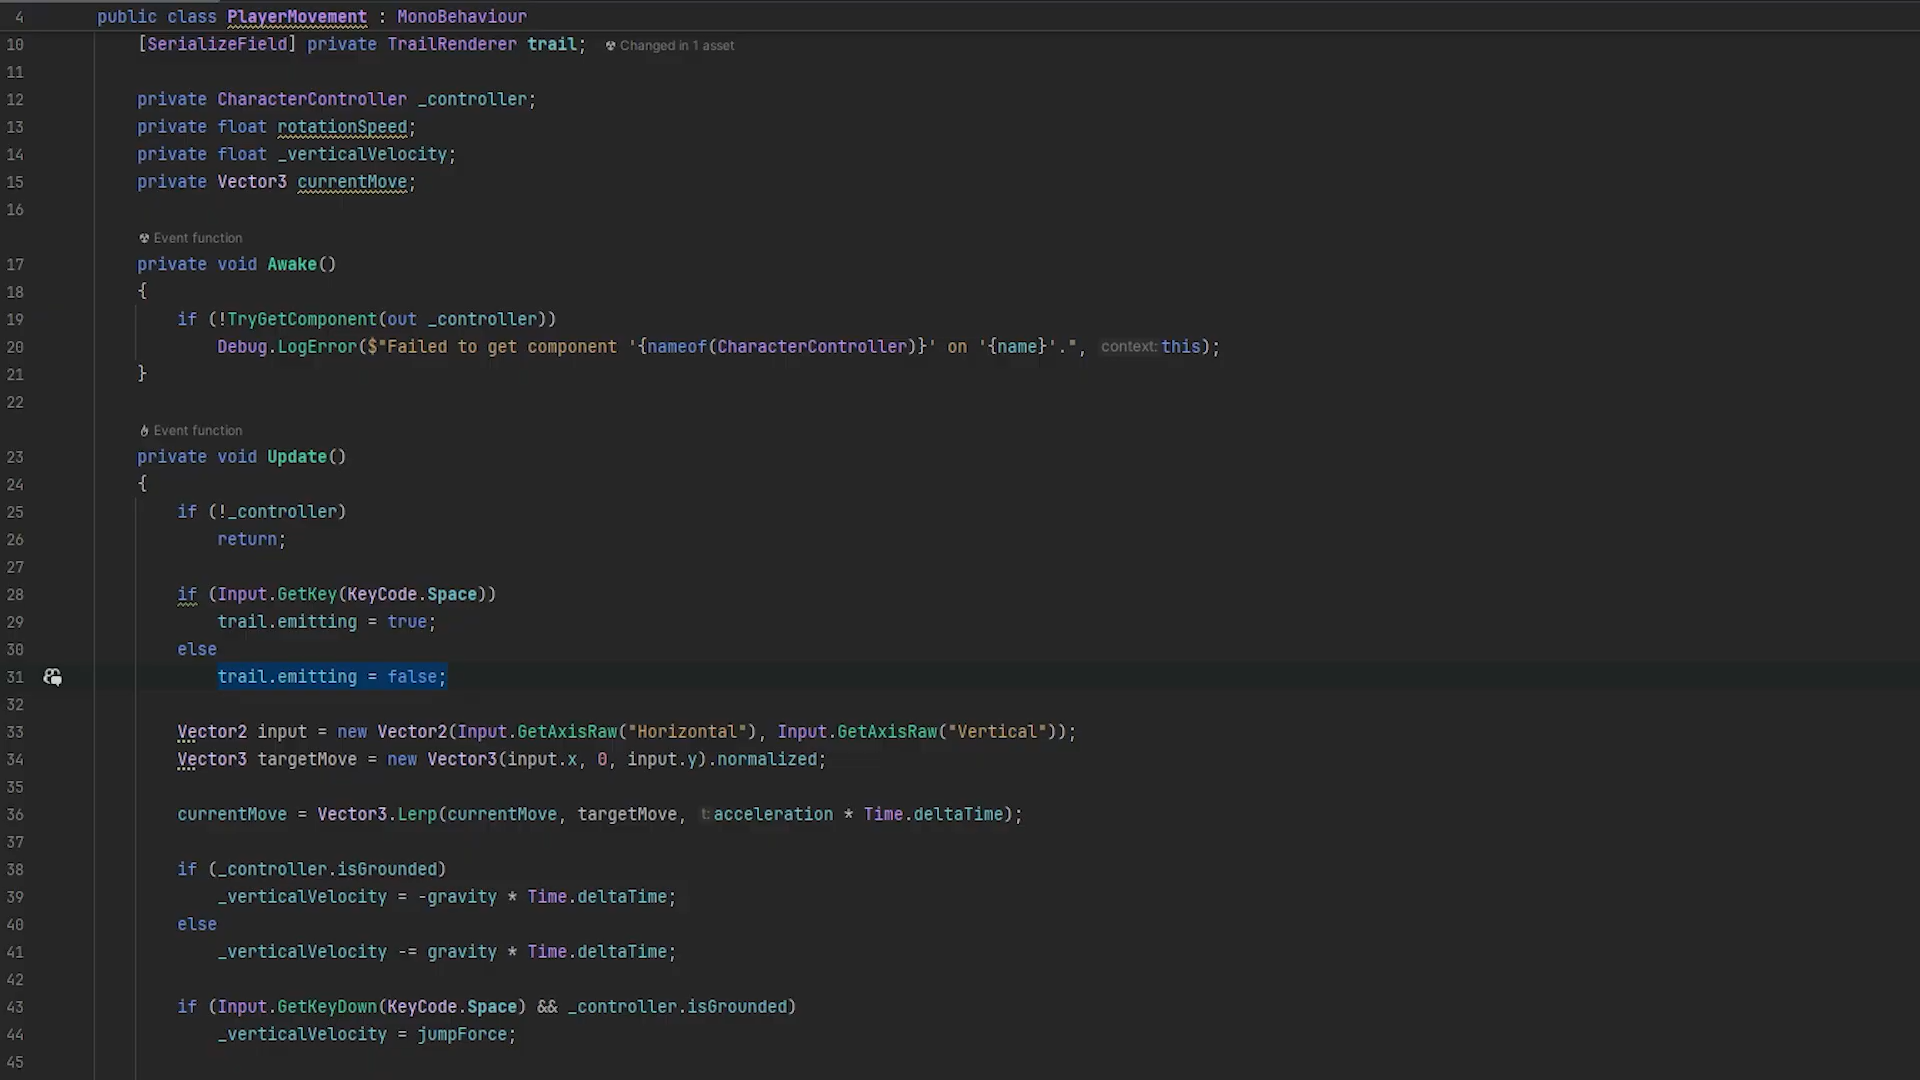 4 public class PlayerMovement : MonoBehaviour
10 [SerializeField] private TrailRenderer trail; Changed in 1 asset
11
12 private CharacterController _controller;
13 private float rotationSpeed;
14 private float _verticalVelocity;
15 private Vector3 currentMove;
16
Event function
17 private void Awake()
18 {
19 if (!TryGetComponent(out _controller))
20 Debug.LogError($"Failed to get component '{nameof(CharacterController)}' on '{name}'.", context: this);
21 }
22
Event function
23 private void Update()
24 {
25 if (!_controller)
26 return;
27
28 if (Input.GetKey(KeyCode.Space))
29 trail.emitting = true;
30 else
31 trail.emitting = false;
32
33 Vector2 input = new Vector2(Input.GetAxisRaw("Horizontal"), Input.GetAxisRaw("Vertical"));
34 Vector3 targetMove = new Vector3(input.x, 0, input.y).normalized;
35
36 currentMove = Vector3.Lerp(currentMove, targetMove, t: acceleration * Time.deltaTime);
37
38 if (_controller.isGrounded)
39 _verticalVelocity = -gravity * Time.deltaTime;
40 else
41 _verticalVelocity -= gravity * Time.deltaTime;
42
43 if (Input.GetKeyDown(KeyCode.Space) && _controller.isGrounded)
44 _verticalVelocity = jumpForce;
45